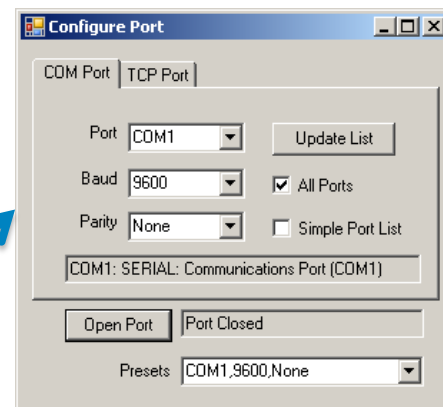 Configure Port
COM Port TCP Port
Port COM1 Update List
Baud 9600 All Ports
Parity None Simple Port List
COM1: SERIAL: Communications Port (COM1)
Open Port Port Closed
Presets COM1,9600,None